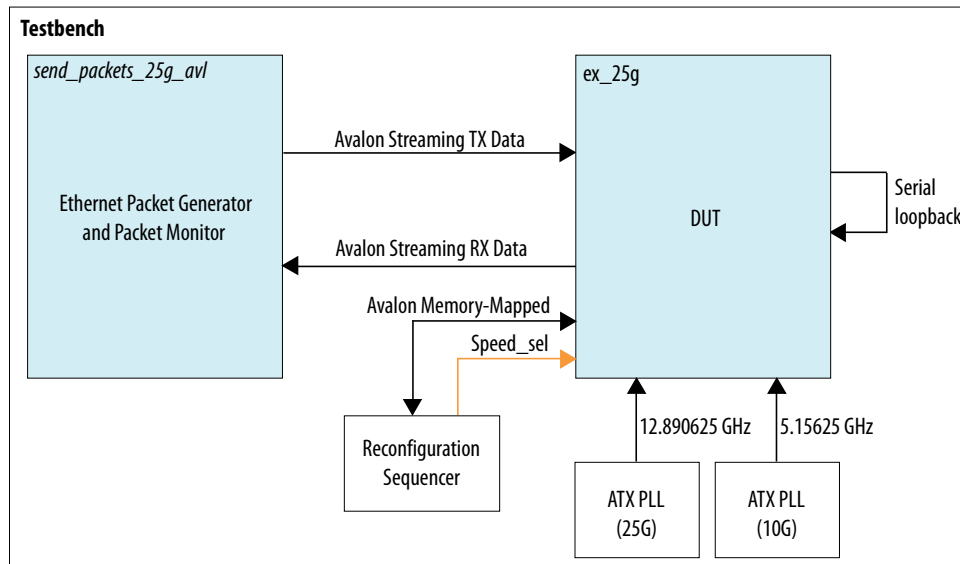 Testbench
send_packets_25g_avl
Ethernet Packet Generator
and Packet Monitor
Avalon Streaming TX Data
Avalon Streaming RX Data
Avalon Memory-Mapped
Speed_sel
ex_25g
DUT
Serial
loopback
Reconfiguration
Sequencer
12.890625 GHz
5.15625 GHz
ATX PLL
(25G)
ATX PLL
(10G)